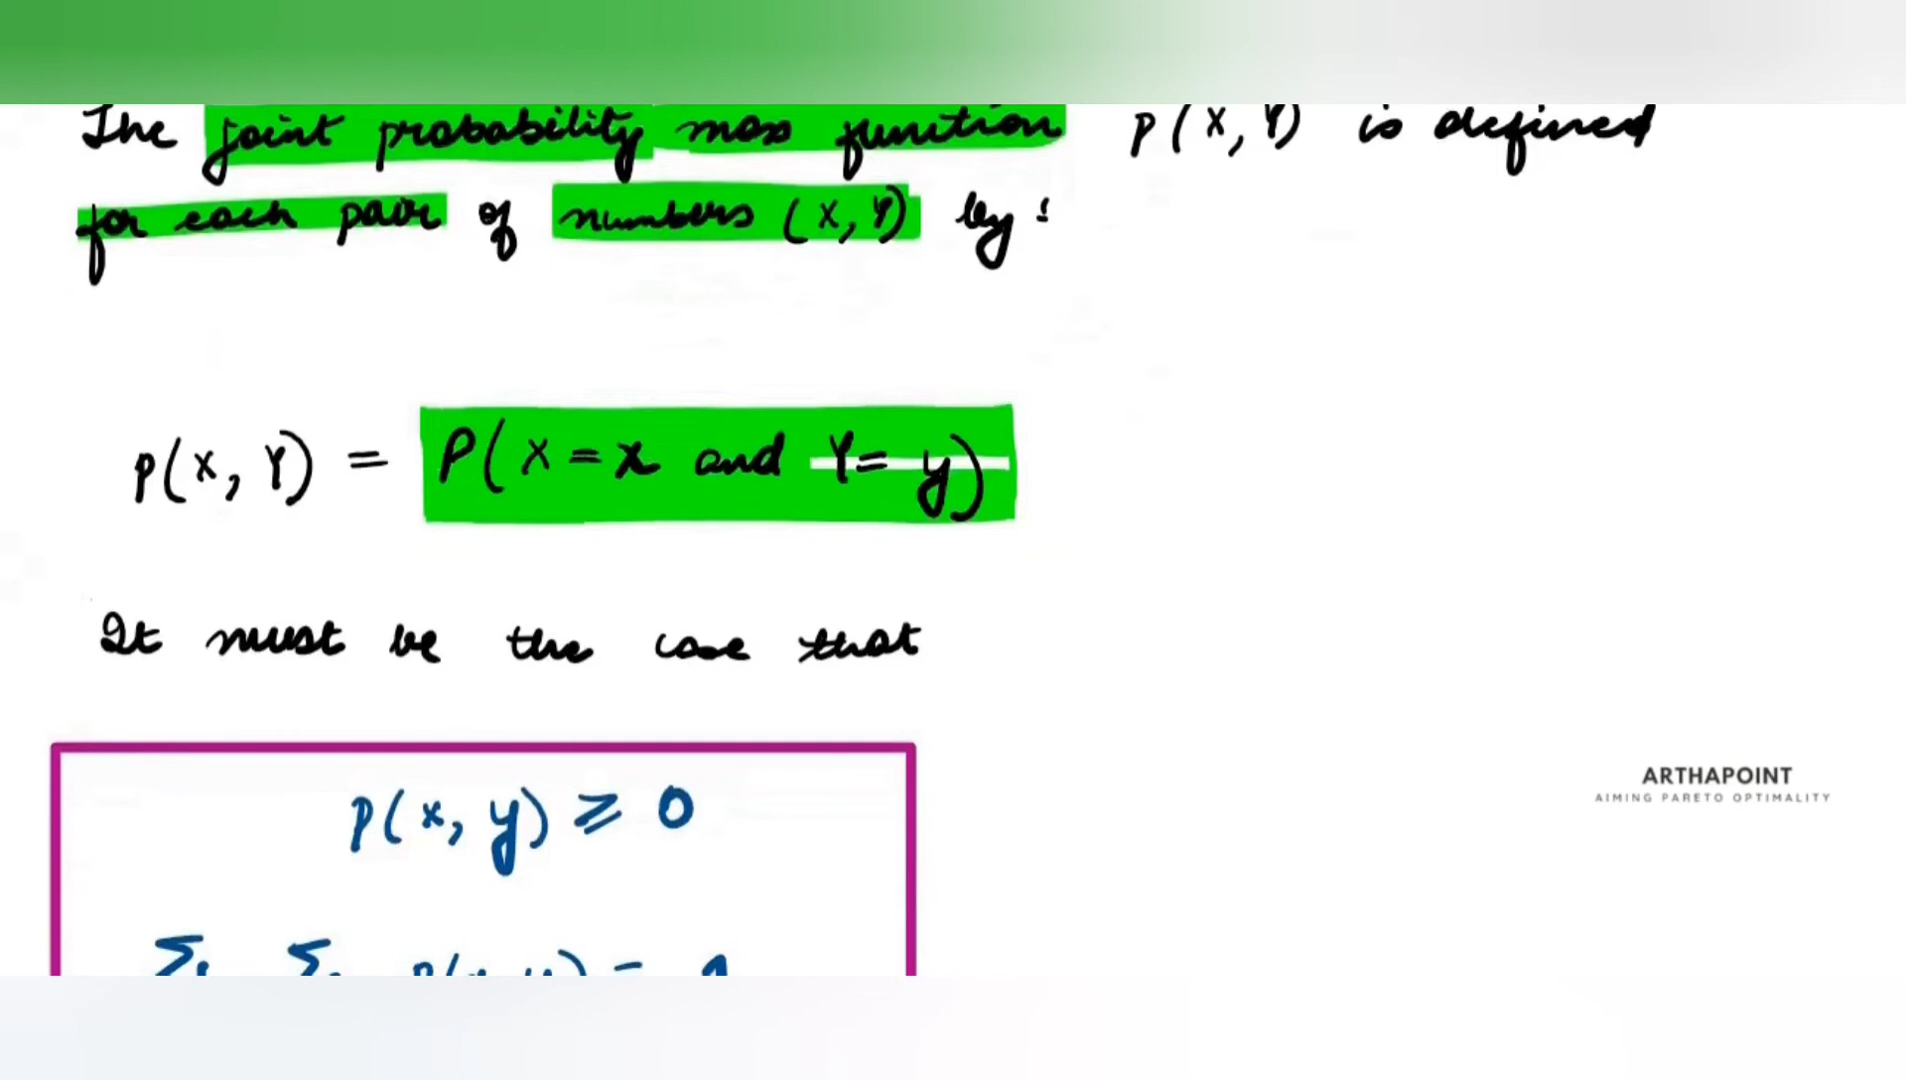 The joint probability mass function p(X, Y) is defined
for each pair of numbers (X, Y) by:
p(X, Y) = P( X = x and Y = y)
It must be the case that
p(x, y) ≥ 0
Σ Σ p(x, y) = 1
ARTHAPOINT
AIMING PARETO OPTIMALITY